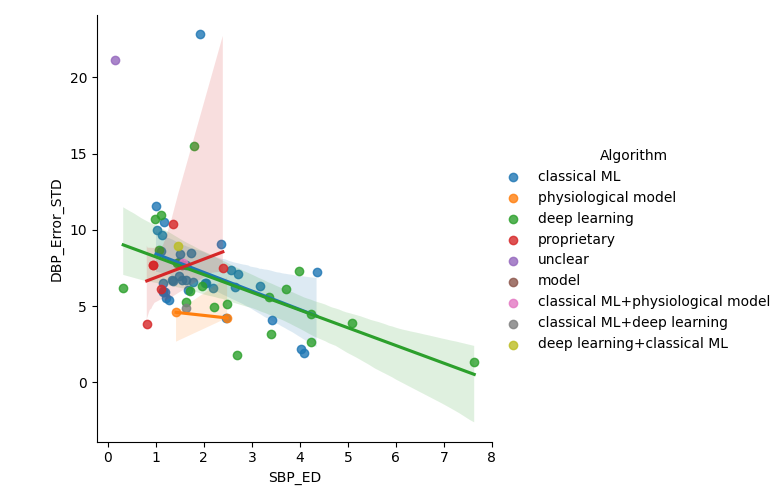 DBP_Error_STD
20
15
10
5
0
0 1 2 3 4 5 6 7 8
SBP_ED
Algorithm
classical ML
physiological model
deep learning
proprietary
unclear
model
classical ML+physiological model
classical ML+deep learning
deep learning+classical ML